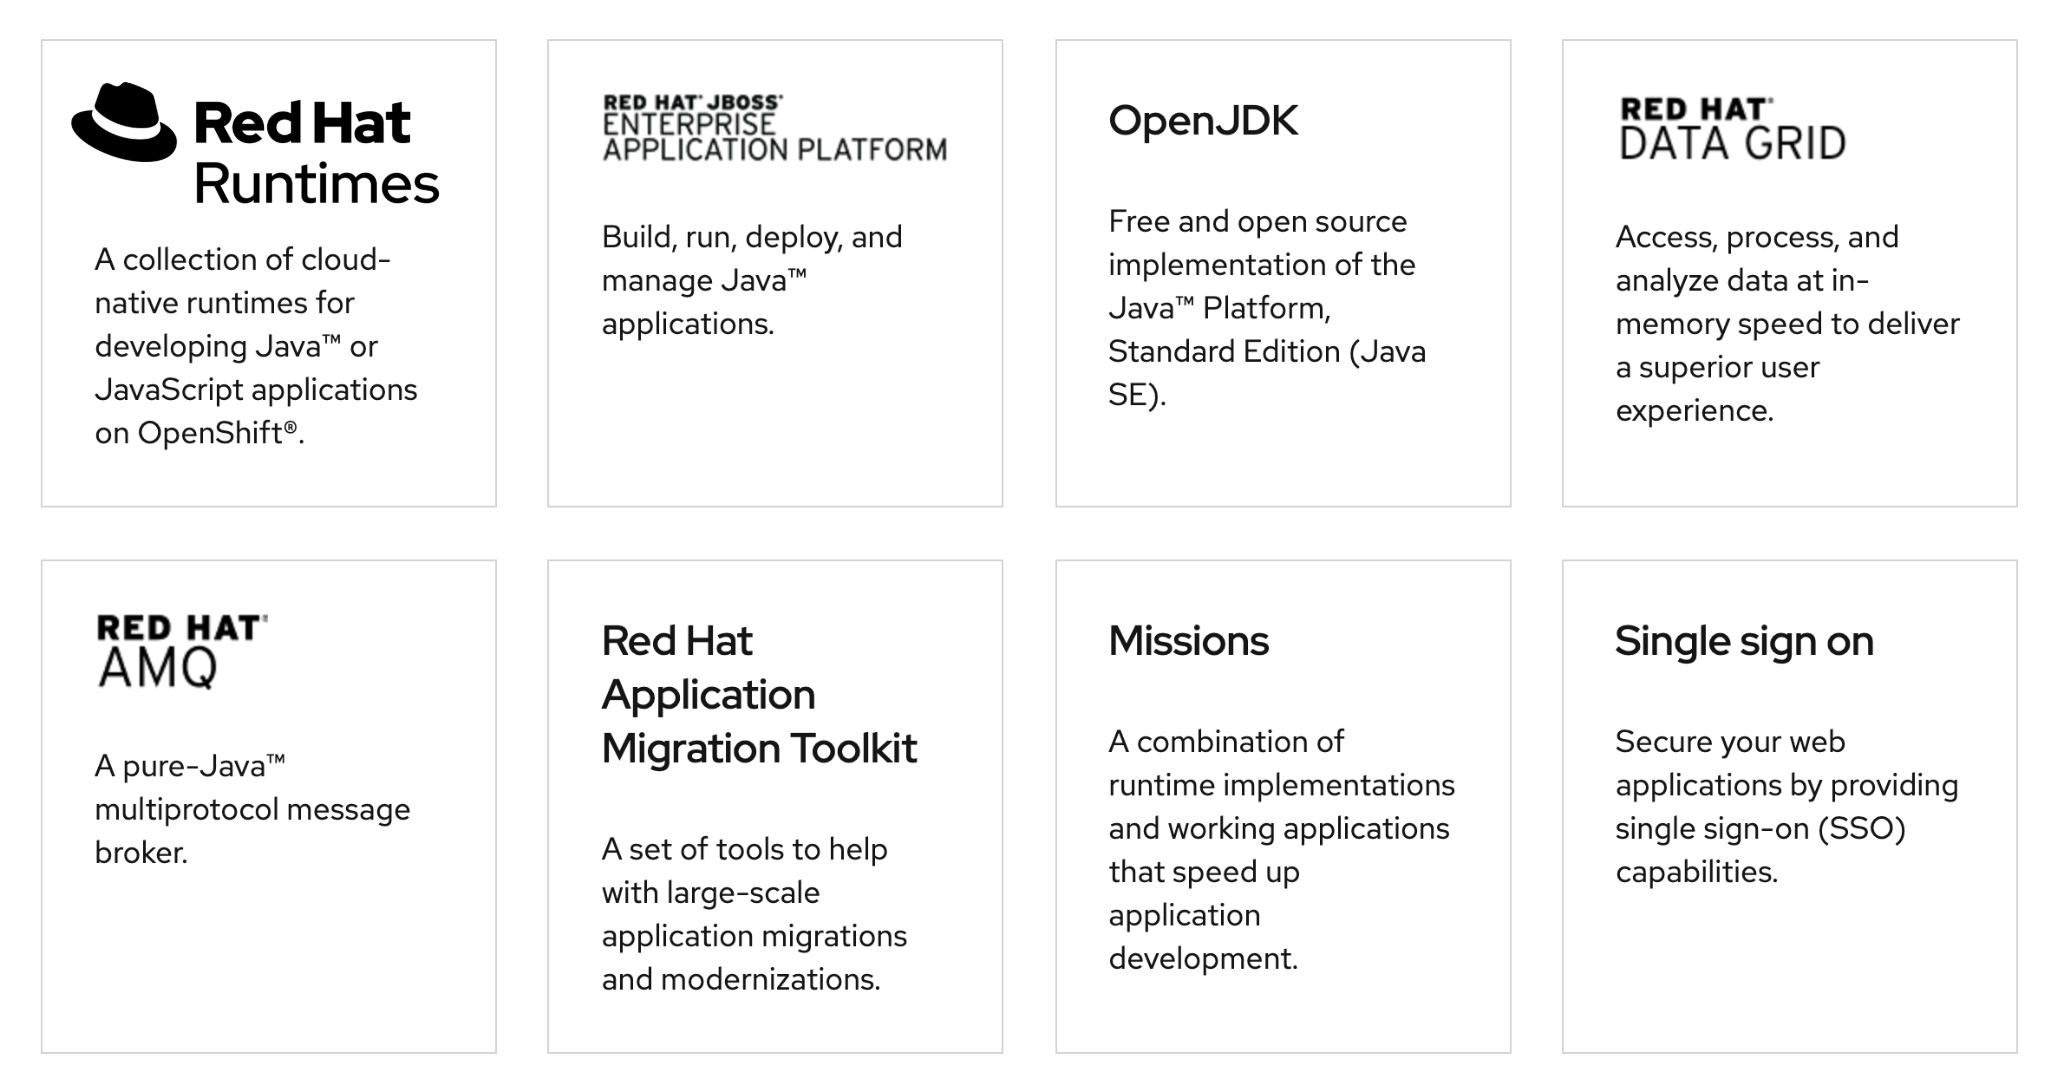 Red Hat
Runtimes
A collection of cloud-
native runtimes for
developing Java™ or
JavaScript applications
on OpenShift®.
RED HAT® JBOSS®
ENTERPRISE
APPLICATION PLATFORM
Build, run, deploy, and
manage Java™
applications.
OpenJDK
Free and open source
implementation of the
Java™ Platform,
Standard Edition (Java
SE).
RED HAT®
DATA GRID
Access, process, and
analyze data at in-
memory speed to deliver
a superior user
experience.
RED HAT®
AMQ
A pure-Java™
multiprotocol message
broker.
Red Hat
Application
Migration Toolkit
A set of tools to help
with large-scale
application migrations
and modernizations.
Missions
A combination of
runtime implementations
and working applications
that speed up
application
development.
Single sign on
Secure your web
applications by providing
single sign-on (SSO)
capabilities.